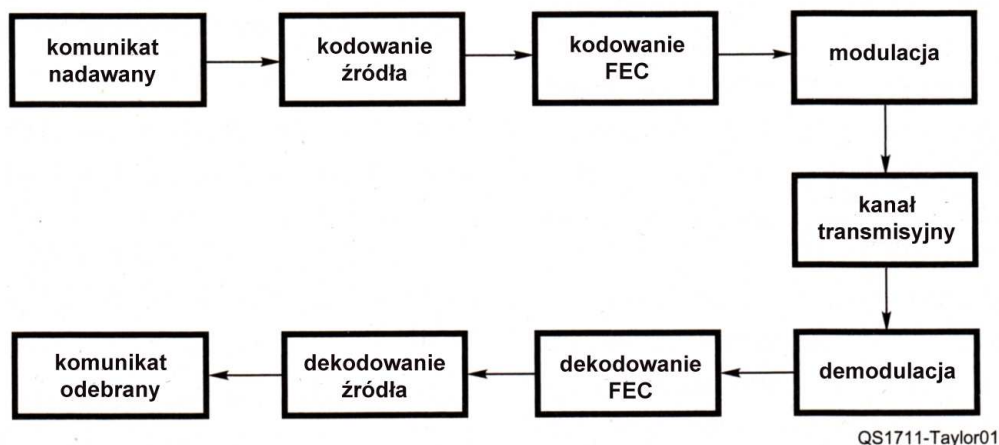 komunikat
nadawany
kodowanie
źródła
kodowanie
FEC
modulacja
kanał
transmisyjny
demodulacja
dekodowanie
FEC
dekodowanie
źródła
komunikat
odebrany
QS1711-Taylor01